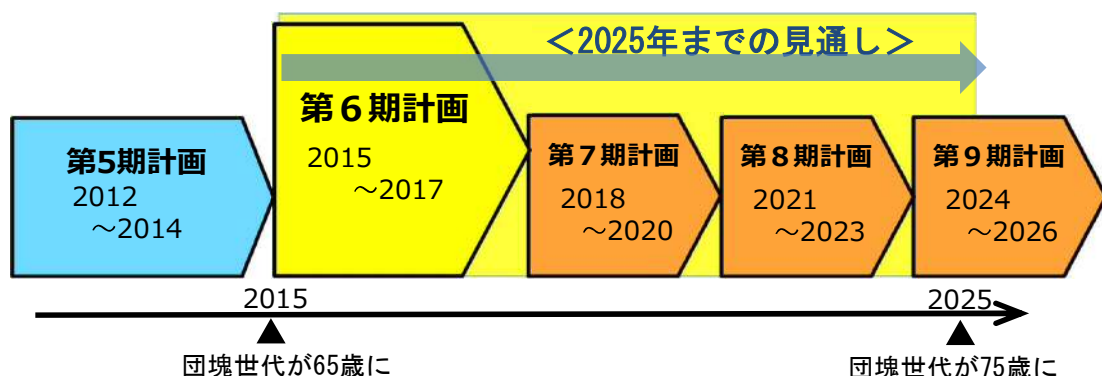 ＜2025年までの見通し＞
第５期計画
2012
～2014
第６期計画
2015
～2017
第７期計画
2018
～2020
第８期計画
2021
～2023
第９期計画
2024
～2026
2015
2025
団塊世代が65歳に
団塊世代が75歳に